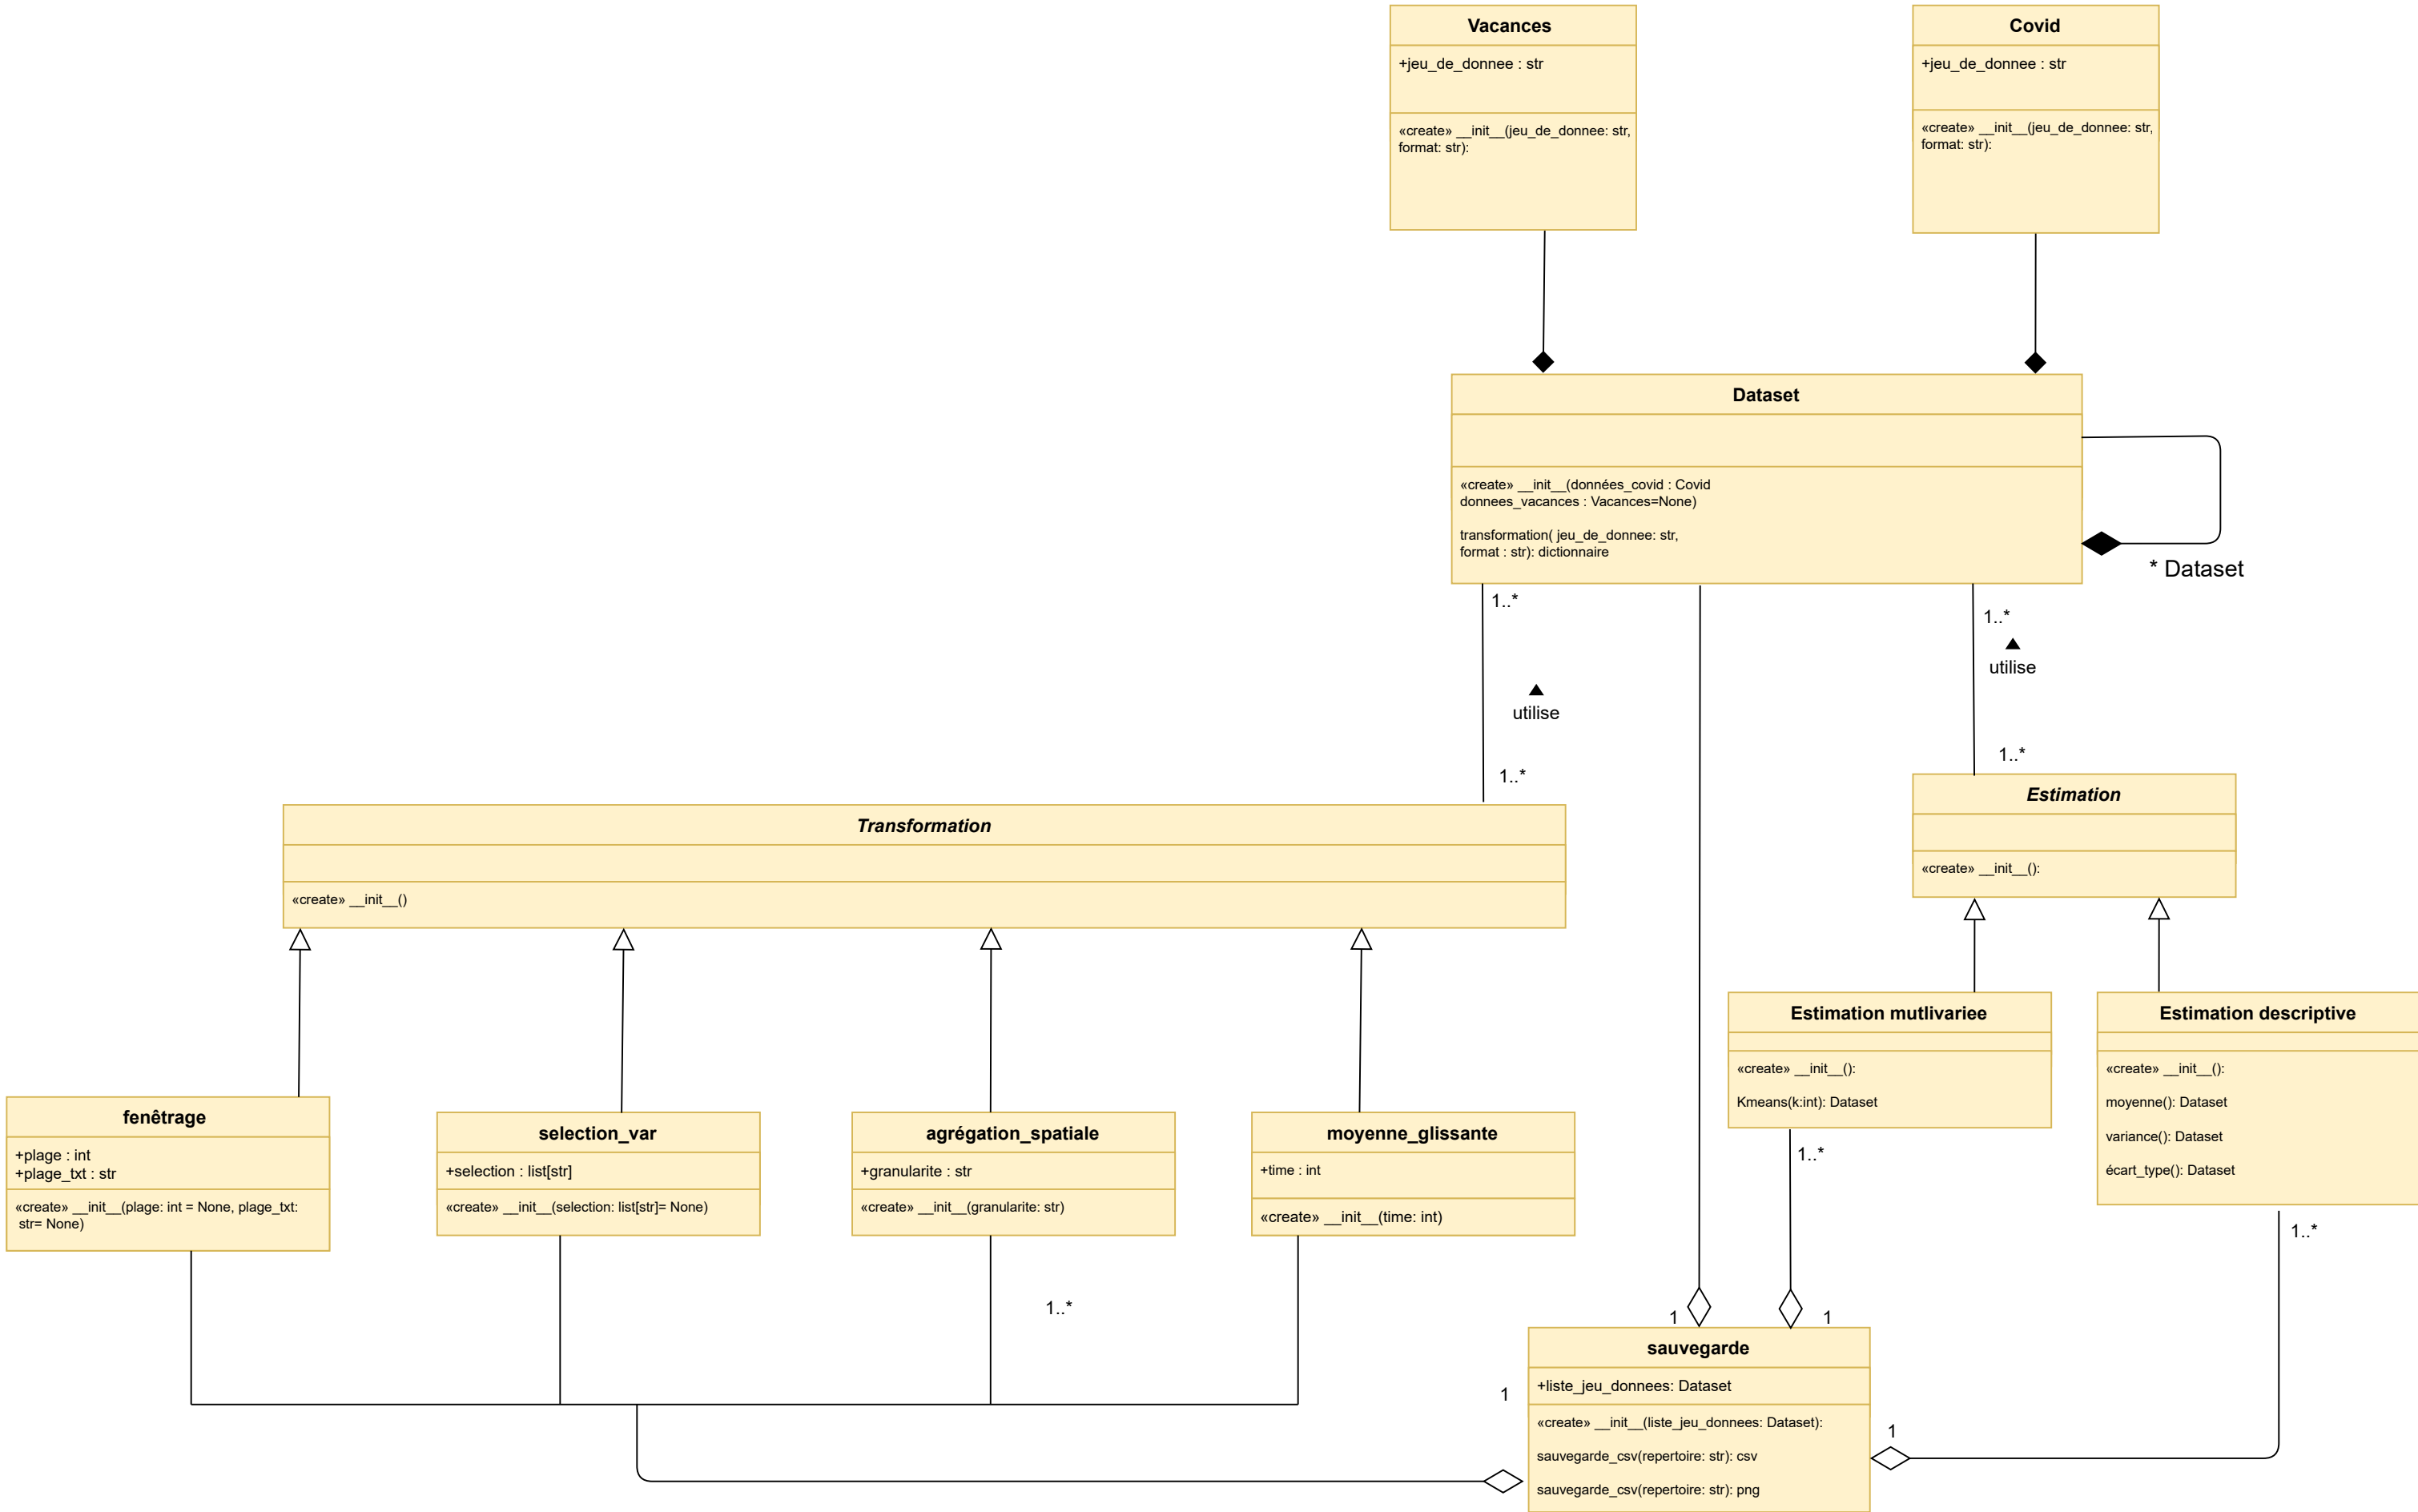 Vacances
+jeu_de_donnee : str
«create» __init__(jeu_de_donnee: str,
format: str):
Covid
+jeu_de_donnee : str
«create» __init__(jeu_de_donnee: str,
format: str):
Dataset
«create» __init__(données_covid : Covid
donnees_vacances : Vacances=None)
transformation( jeu_de_donnee: str,
format : str): dictionnaire
* Dataset
1..*
utilise
1..*
1..*
utilise
1..*
Transformation
«create» __init__()
Estimation
«create» __init__():
Estimation mutlivariee
«create» __init__():
Kmeans(k:int): Dataset
1..*
Estimation descriptive
«create» __init__():
moyenne(): Dataset
variance(): Dataset
écart_type(): Dataset
1..*
fenêtrage
+plage : int
+plage_txt : str
«create» __init__(plage: int = None, plage_txt:
str= None)
selection_var
+selection : list[str]
«create» __init__(selection: list[str]= None)
agrégation_spatiale
+granularite : str
«create» __init__(granularite: str)
moyenne_glissante
+time : int
«create» __init__(time: int)
1..*
1
1
1
1
sauvegarde
+liste_jeu_donnees: Dataset
«create» __init__(liste_jeu_donnees: Dataset):
sauvegarde_csv(repertoire: str): csv
sauvegarde_csv(repertoire: str): png